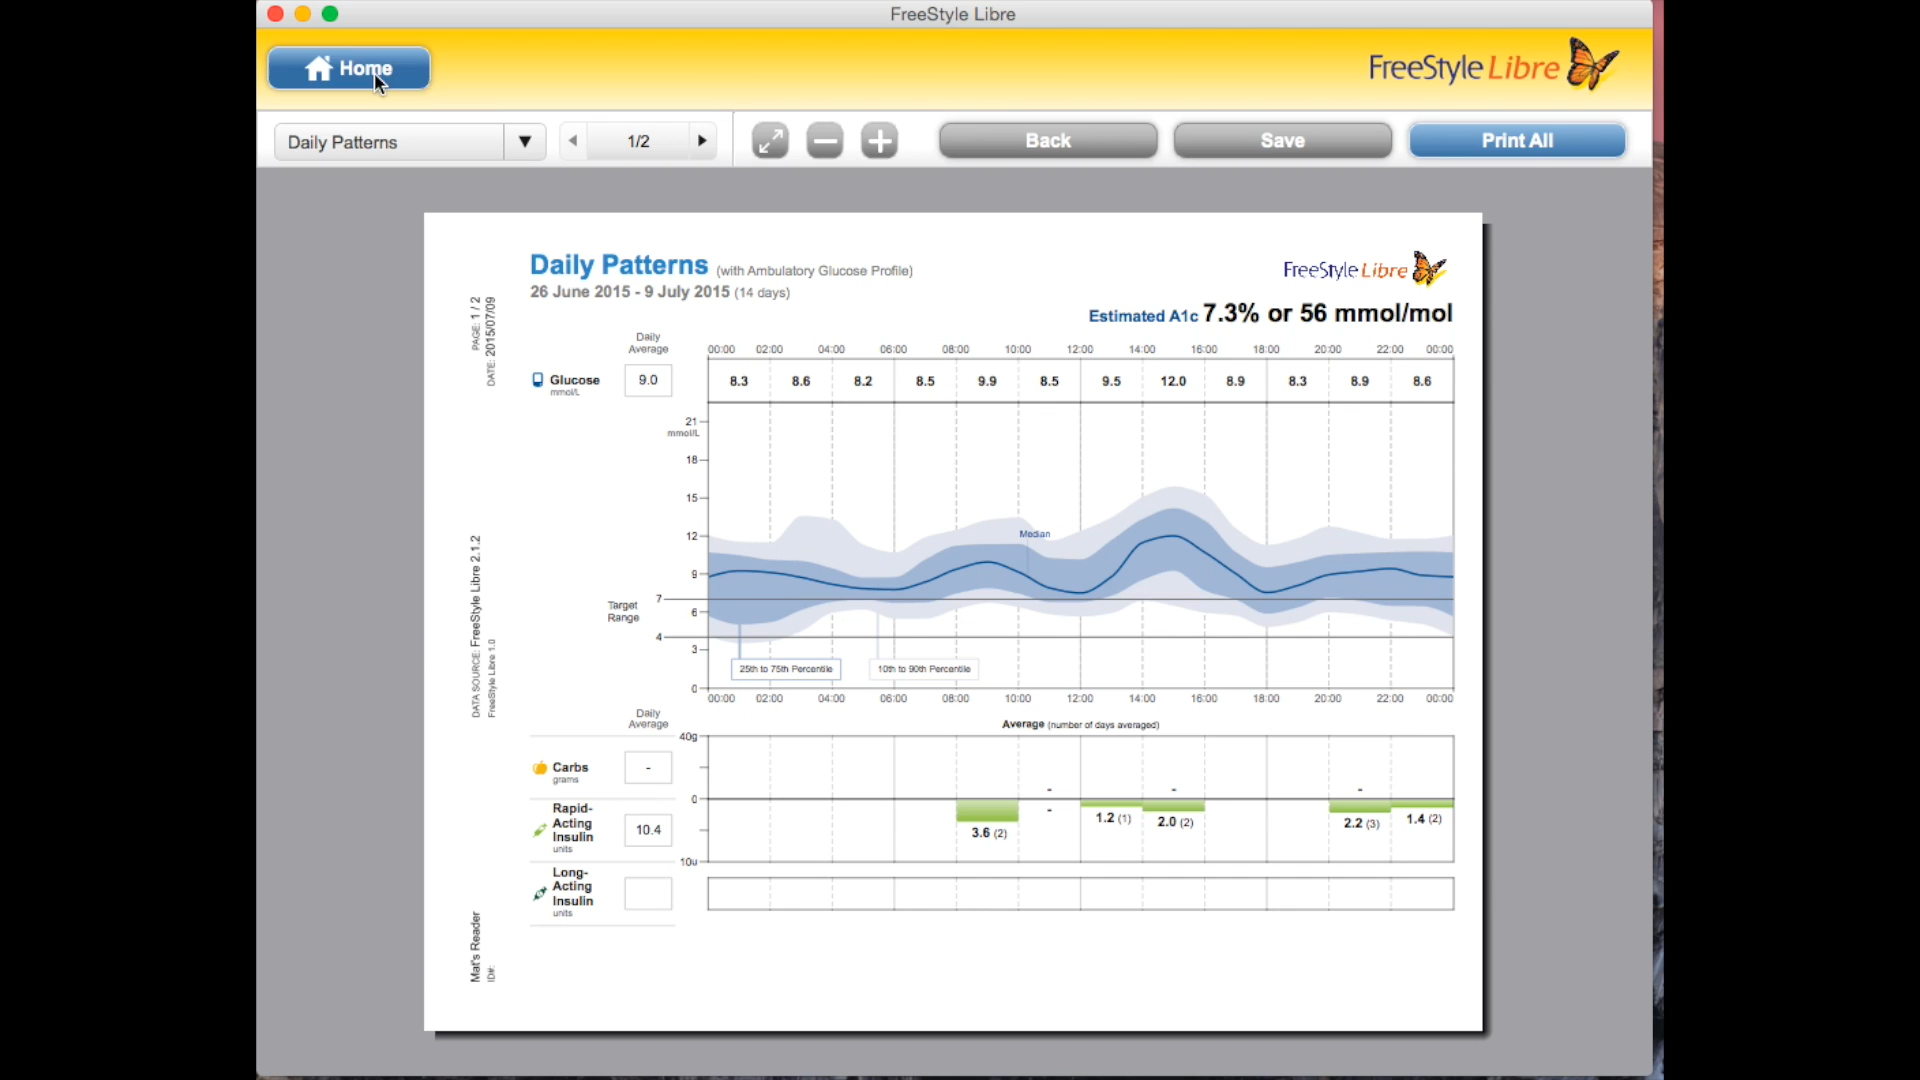 FreeStyle Libre
Home
FreeStyle Libre
Daily Patterns
1/2
Back
Save
Print All
Daily Patterns (with Ambulatory Glucose Profile)
26 June 2015 - 9 July 2015 (14 days)
FreeStyle Libre
Estimated A1c 7.3% or 56 mmol/mol
PAGE: 1 / 2
DATE: 2015/07/09
Daily
Average
00:00 02:00 04:00 06:00 08:00 10:00 12:00 14:00 16:00 18:00 20:00 22:00 00:00
Glucose
mmol/L
9.0
8.3 8.6 8.2 8.5 9.9 8.5 9.5 12.0 8.9 8.3 8.9 8.6
21
mmol/L
18
15
12
Median
9
7
Target
Range
6
4
3
25th to 75th Percentile
10th to 90th Percentile
0
00:00 02:00 04:00 06:00 08:00 10:00 12:00 14:00 16:00 18:00 20:00 22:00 00:00
DATA SOURCE: FreeStyle Libre 2.1.2
FreeStyle Libre 1.0
Daily
Average
Average (number of days averaged)
40g
Carbs
grams
-
- - -
0
Rapid-
Acting
Insulin
units
10.4
3.6 (2) - 1.2 (1) 2.0 (2) 2.2 (3) 1.4 (2)
10u
Long-
Acting
Insulin
units
Mat's Reader
ID#: